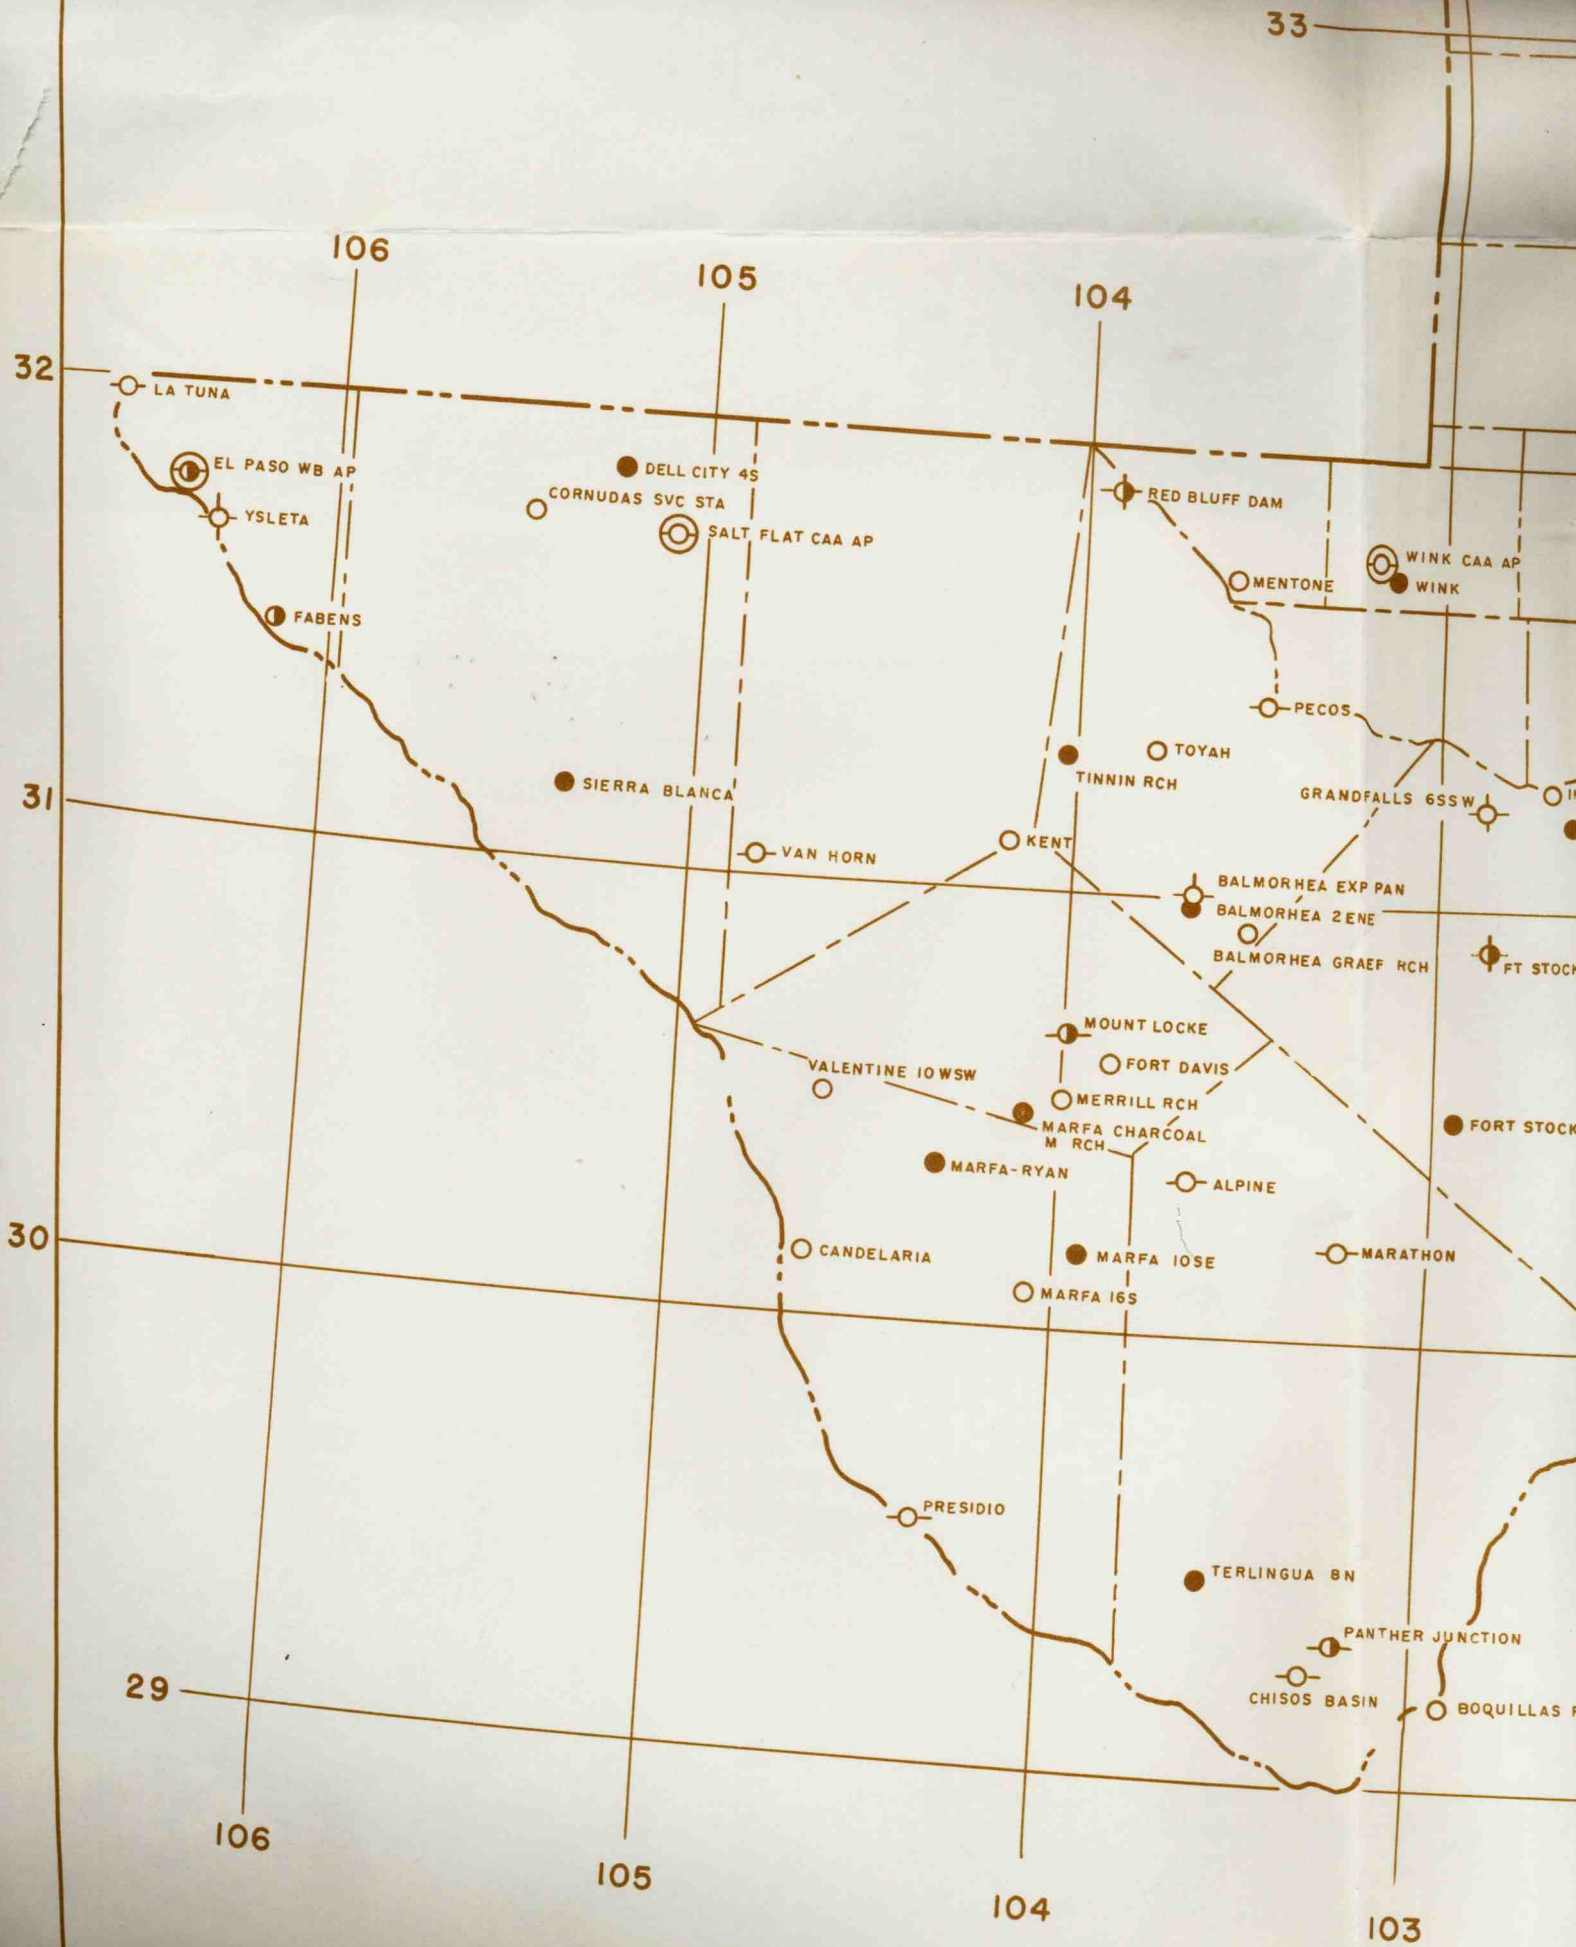 33
106
105
104
32
LA TUNA
EL PASO WB AP
YSLETA
DELL CITY 4S
CORNUDAS SVC STA
SALT FLAT CAA AP
RED BLUFF DAM
WINK CAA AP
MENTONE
WINK
FABENS
PECOS
TOYAH
TINNIN RCH
31
SIERRA BLANCA
GRANDFALLS 6SSW
KENT
VAN HORN
BALMORHEA EXP PAN
BALMORHEA 2 ENE
BALMORHEA GRAEF RCH
FT STOCK
MOUNT LOCKE
FORT DAVIS
VALENTINE 10 WSW
MERRILL RCH
MARFA CHARCOAL
M RCH
FORT STOCK
MARFA-RYAN
ALPINE
30
CANDELARIA
MARFA 10SE
MARATHON
MARFA 16S
PRESIDIO
TERLINGUA 8N
PANTHER JUNCTION
29
CHISOS BASIN
BOQUILLAS
106
105
104
103